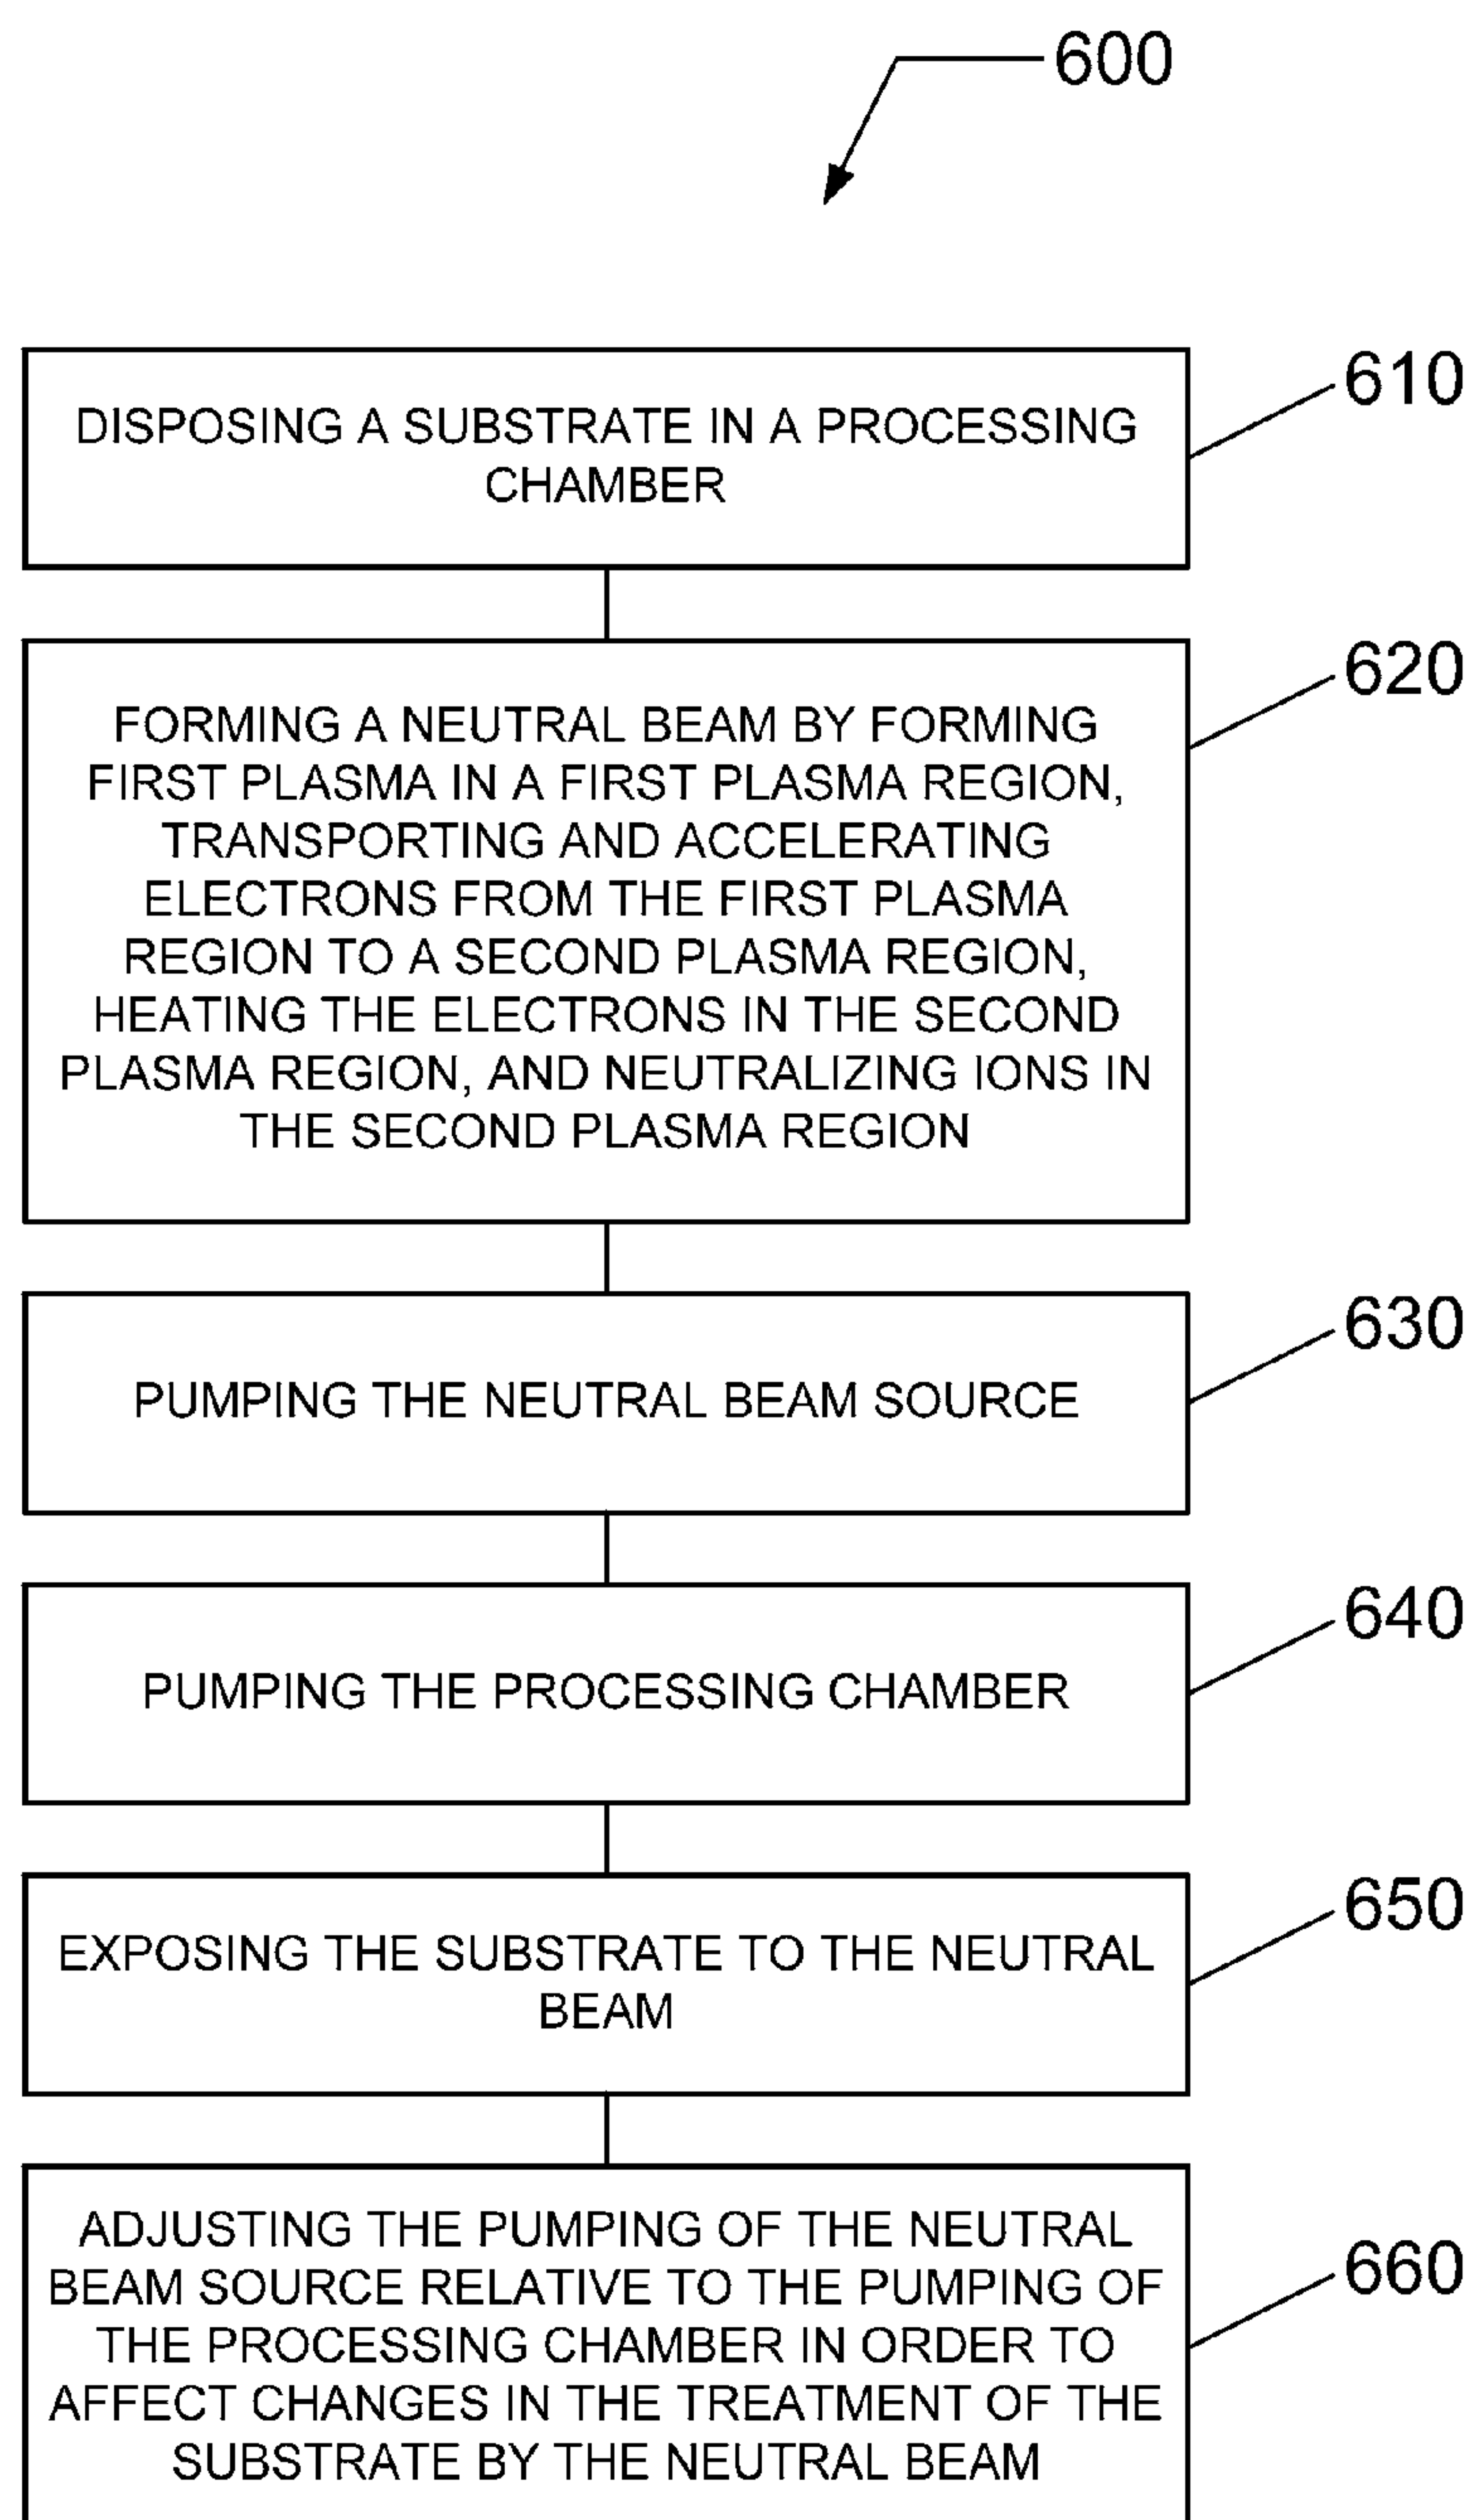 600
DISPOSING A SUBSTRATE IN A PROCESSING
CHAMBER
610
FORMING A NEUTRAL BEAM BY FORMING
FIRST PLASMA IN A FIRST PLASMA REGION,
TRANSPORTING AND ACCELERATING
ELECTRONS FROM THE FIRST PLASMA
REGION TO A SECOND PLASMA REGION,
HEATING THE ELECTRONS IN THE SECOND
PLASMA REGION, AND NEUTRALIZING IONS IN
THE SECOND PLASMA REGION
620
PUMPING THE NEUTRAL BEAM SOURCE
630
PUMPING THE PROCESSING CHAMBER
640
EXPOSING THE SUBSTRATE TO THE NEUTRAL
BEAM
650
ADJUSTING THE PUMPING OF THE NEUTRAL
BEAM SOURCE RELATIVE TO THE PUMPING OF
THE PROCESSING CHAMBER IN ORDER TO
AFFECT CHANGES IN THE TREATMENT OF THE
SUBSTRATE BY THE NEUTRAL BEAM
660